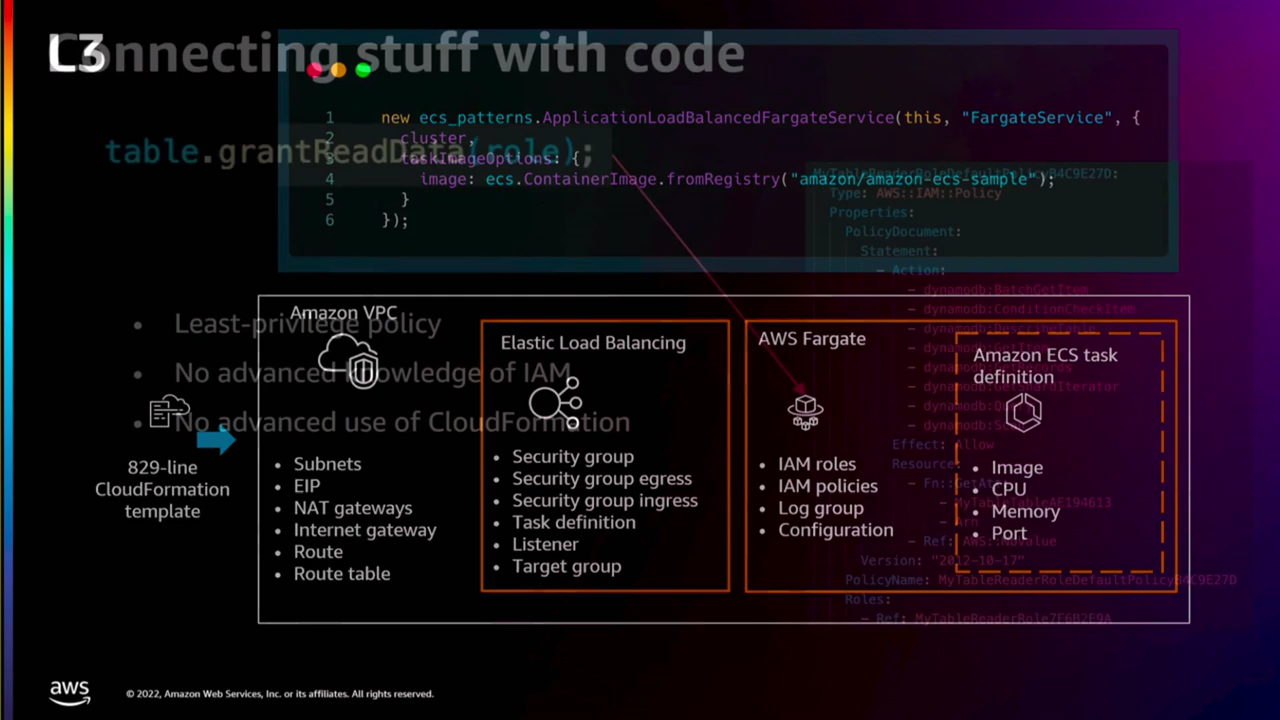 L3
Connecting stuff with code
1 new ecs_patterns.ApplicationLoadBalancedFargateService(this, "FargateService", {
2 cluster,
3 taskImageOptions: {
4 image: ecs.ContainerImage.fromRegistry("amazon/amazon-ecs-sample");
5 }
6 });
table.grantReadData(role);
• Least-privilege policy
• No advanced knowledge of IAM
• No advanced use of CloudFormation
829-line
CloudFormation
template
Amazon VPC
• Subnets
• EIP
• NAT gateways
• Internet gateway
• Route
• Route table
Elastic Load Balancing
• Security group
• Security group egress
• Security group ingress
• Task definition
• Listener
• Target group
AWS Fargate
• IAM roles
• IAM policies
• Log group
• Configuration
Amazon ECS task
definition
• Image
• CPU
• Memory
• Port
Type: AWS::IAM::Policy
Properties:
PolicyDocument:
Statement:
– Action:
– dynamodb:BatchGetItem
– dynamodb:ConditionCheckItem
– dynamodb:DescribeTable
Effect: Allow
Resource:
– Ref: AWS::NoValue
Version: "2012-10-17"
PolicyName: MyTableReaderRoleDefaultPolicyB4C9E27D
Roles:
– Ref: MyTableReaderRole7F6B2E9A
aws
© 2022, Amazon Web Services, Inc. or its affiliates. All rights reserved.